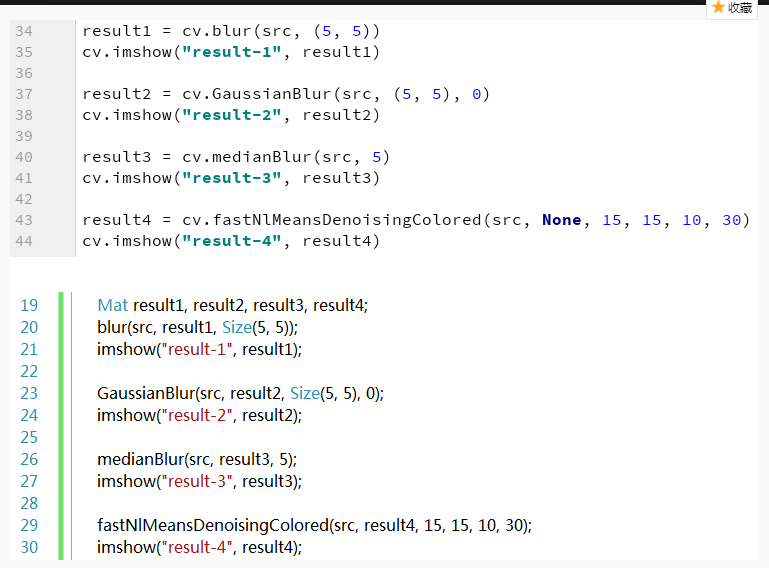 收藏
34 result1 = cv.blur(src, (5, 5))
35 cv.imshow("result-1", result1)
36
37 result2 = cv.GaussianBlur(src, (5, 5), 0)
38 cv.imshow("result-2", result2)
39
40 result3 = cv.medianBlur(src, 5)
41 cv.imshow("result-3", result3)
42
43 result4 = cv.fastNlMeansDenoisingColored(src, None, 15, 15, 10, 30)
44 cv.imshow("result-4", result4)
19 Mat result1, result2, result3, result4;
20 blur(src, result1, Size(5, 5));
21 imshow("result-1", result1);
22
23 GaussianBlur(src, result2, Size(5, 5), 0);
24 imshow("result-2", result2);
25
26 medianBlur(src, result3, 5);
27 imshow("result-3", result3);
28
29 fastNlMeansDenoisingColored(src, result4, 15, 15, 10, 30);
30 imshow("result-4", result4);